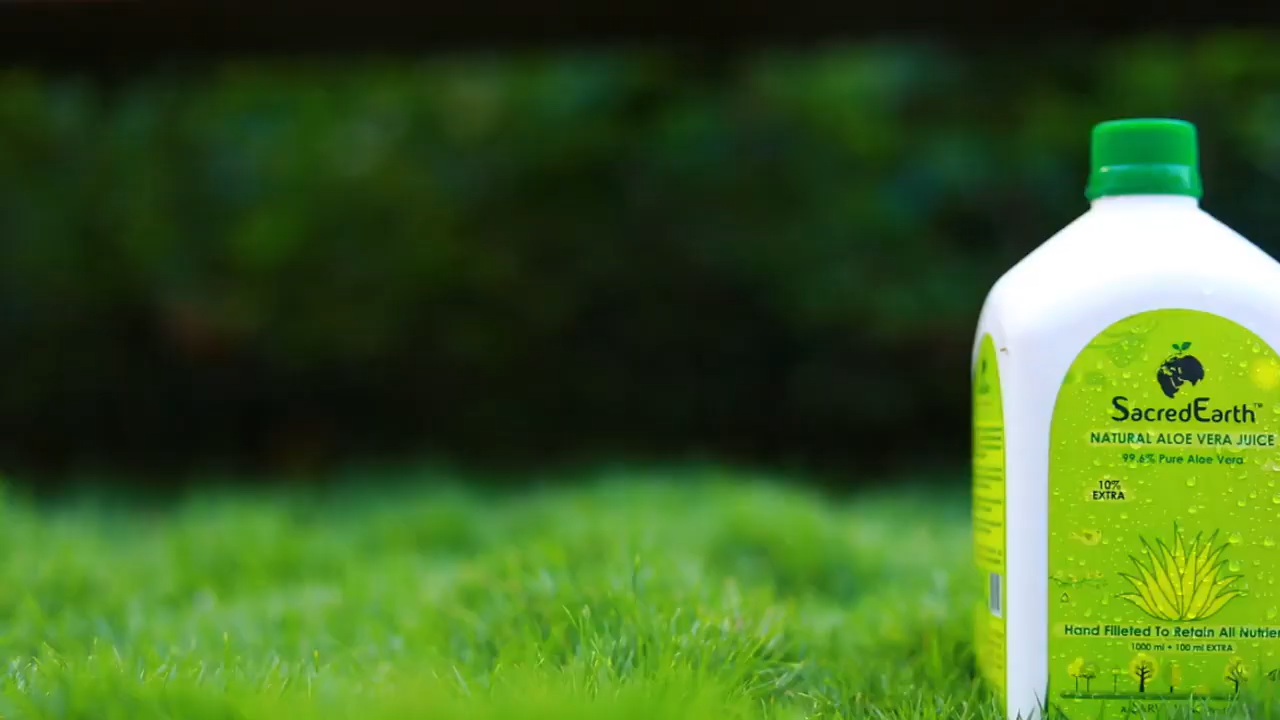 SacredEarth™
NATURAL ALOE VERA JUICE
99.6% Pure Aloe Vera
10%
EXTRA
Hand Filleted To Retain All Nutrien
1000 ml + 100 ml EXTRA